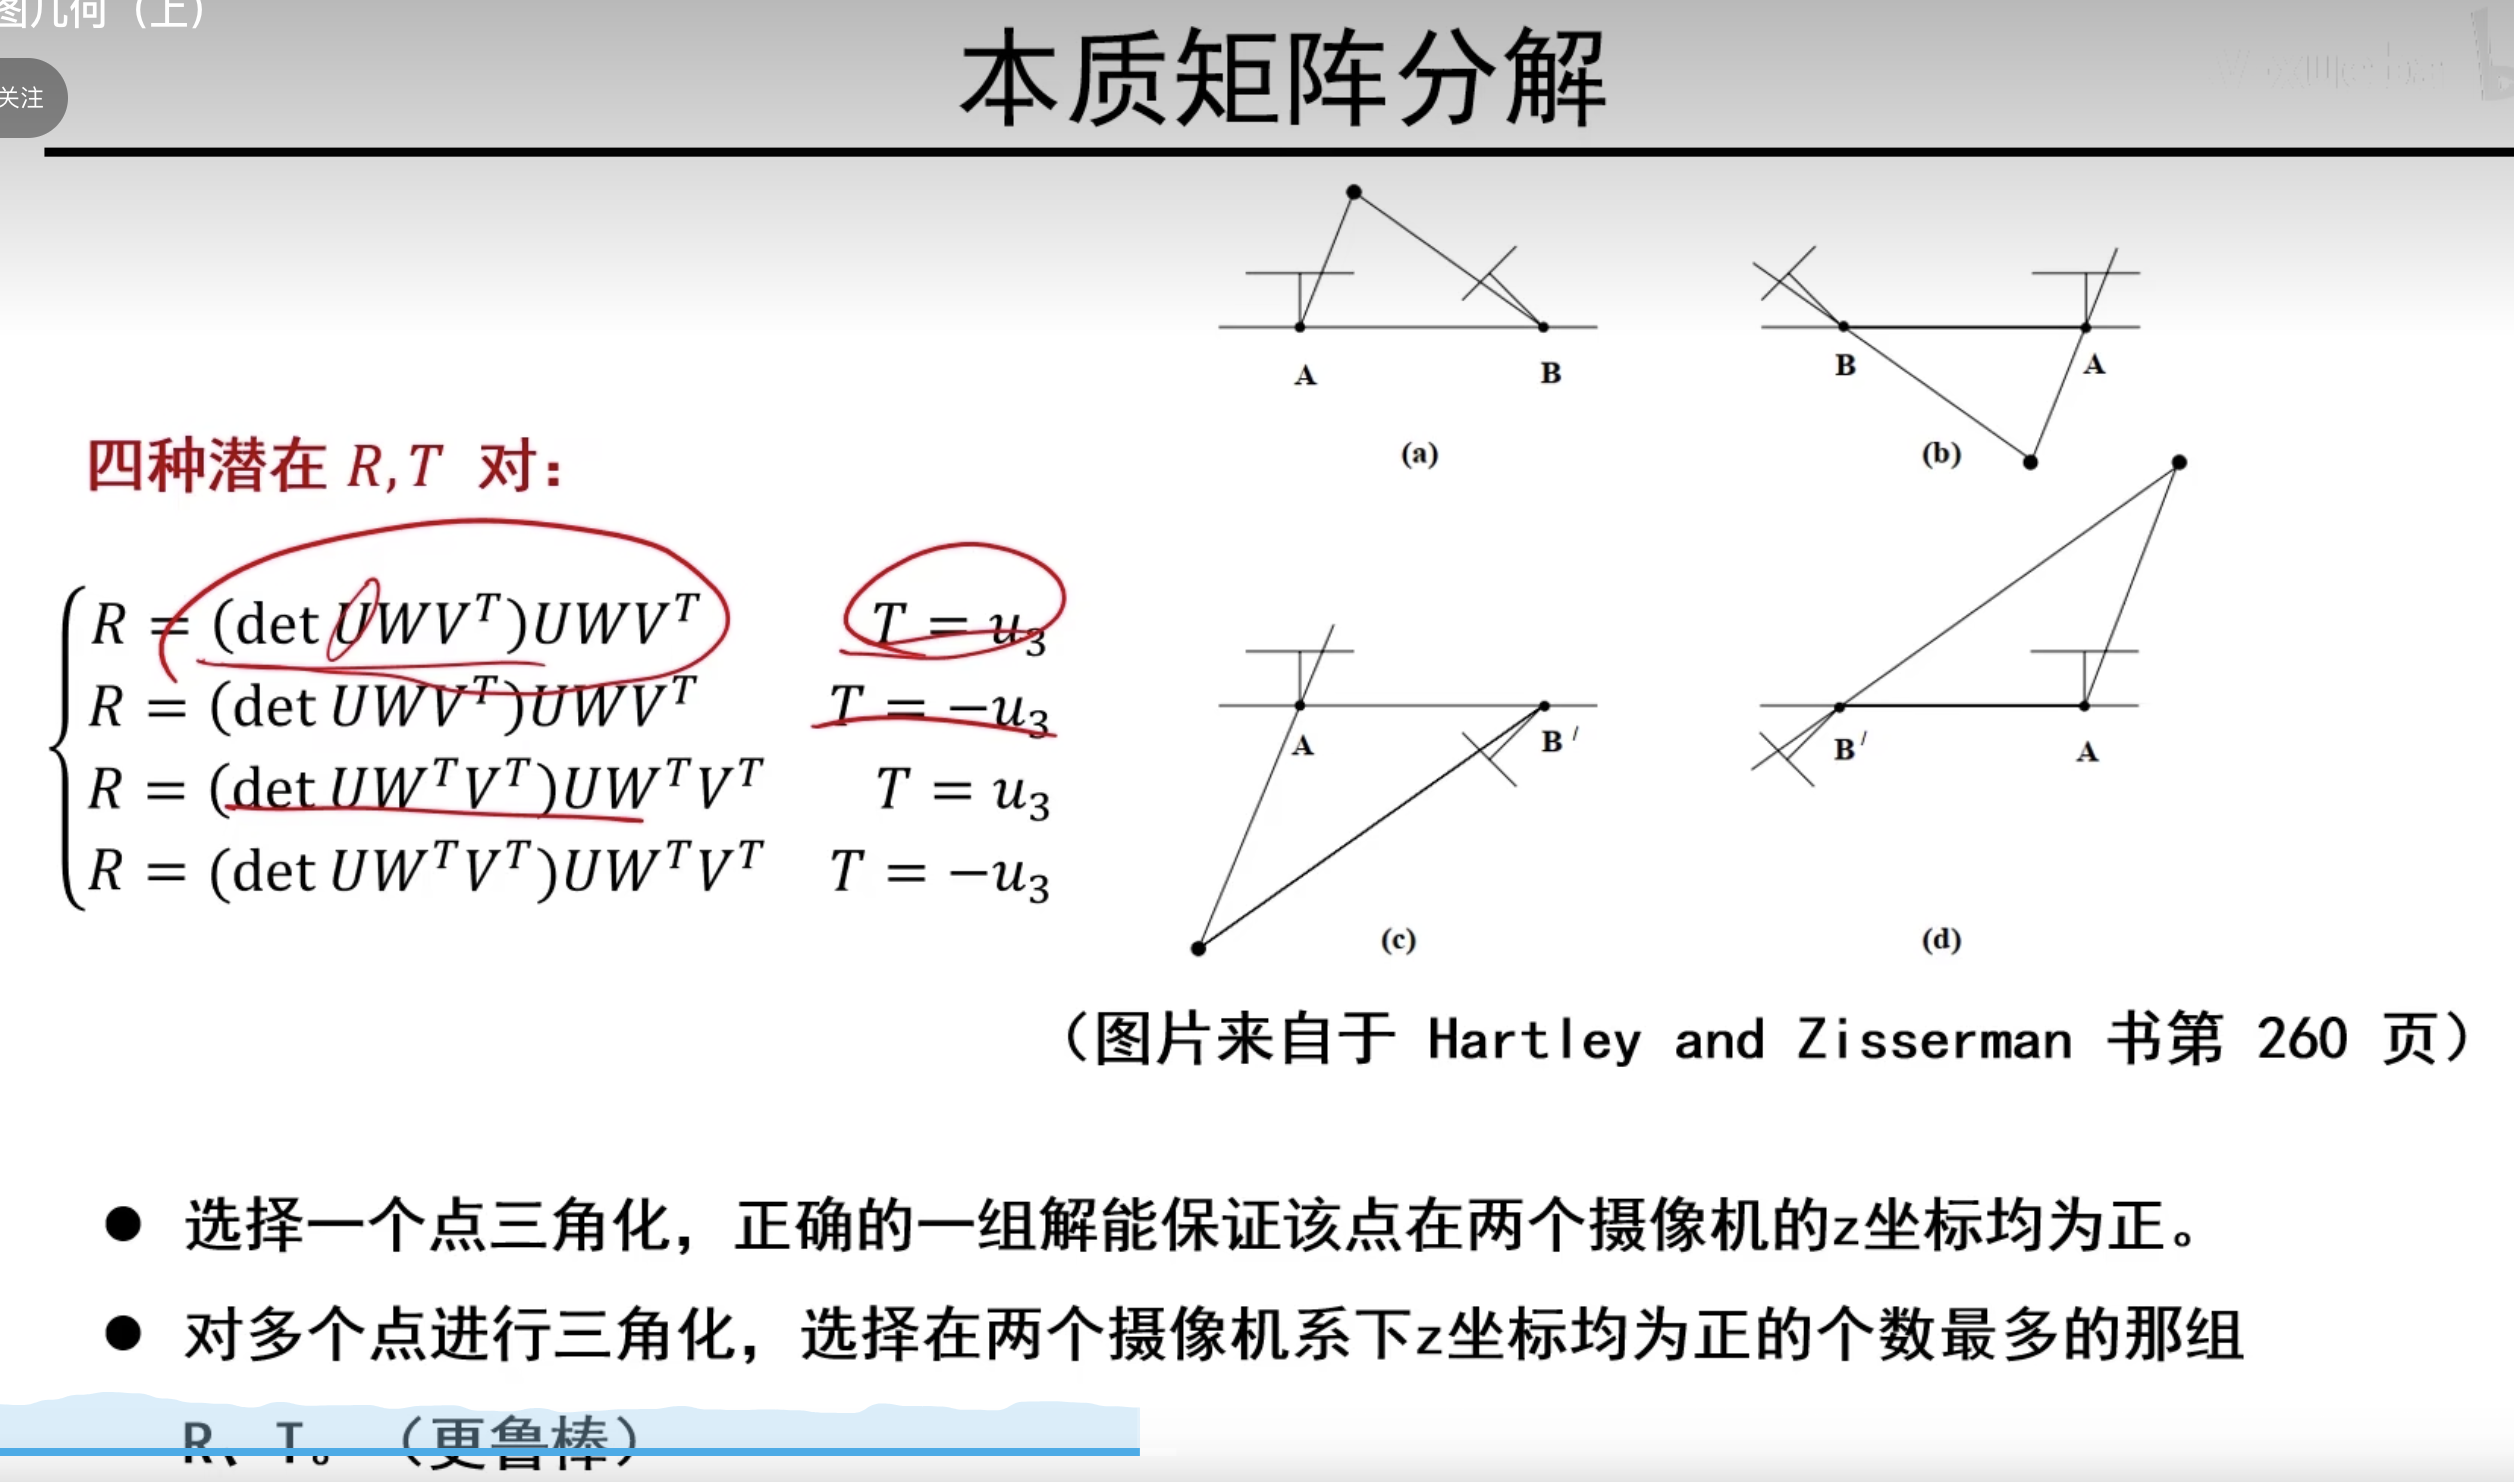 图几何（上）
关注
本质矩阵分解
A
B
(a)
B
A
(b)
四种潜在 R,T 对：
R = (det UWV^T)UWV^T T = u_3
R = (det UWV^T)UWV^T T = −u_3
R = (det UW^TV^T)UW^TV^T T = u_3
R = (det UW^TV^T)UW^TV^T T = −u_3
A
B′
(c)
B′
A
(d)
（图片来自于 Hartley and Zisserman 书第 260 页）
● 选择一个点三角化，正确的一组解能保证该点在两个摄像机的z坐标均为正。
● 对多个点进行三角化，选择在两个摄像机系下z坐标均为正的个数最多的那组
R、T。（更鲁棒）